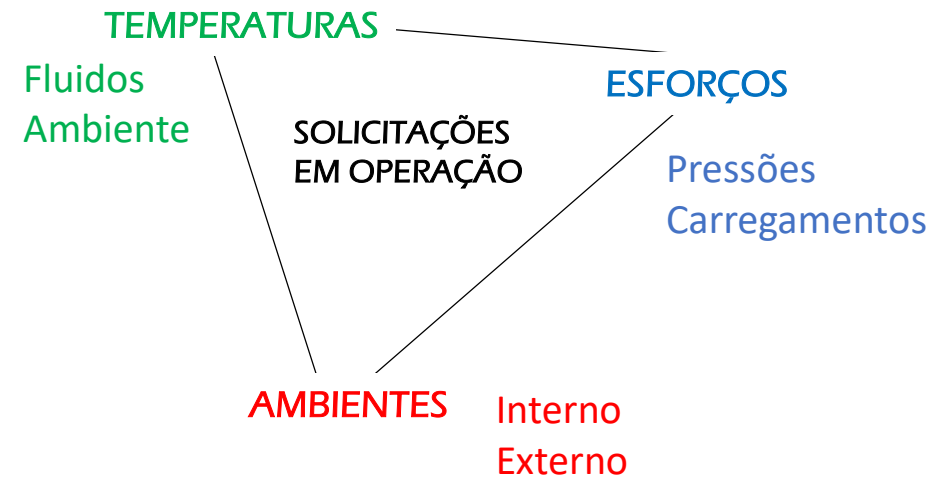 TEMPERATURAS
Fluidos
Ambiente
SOLICITAÇÕES
EM OPERAÇÃO
ESFORÇOS
Pressões
Carregamentos
AMBIENTES
Interno
Externo